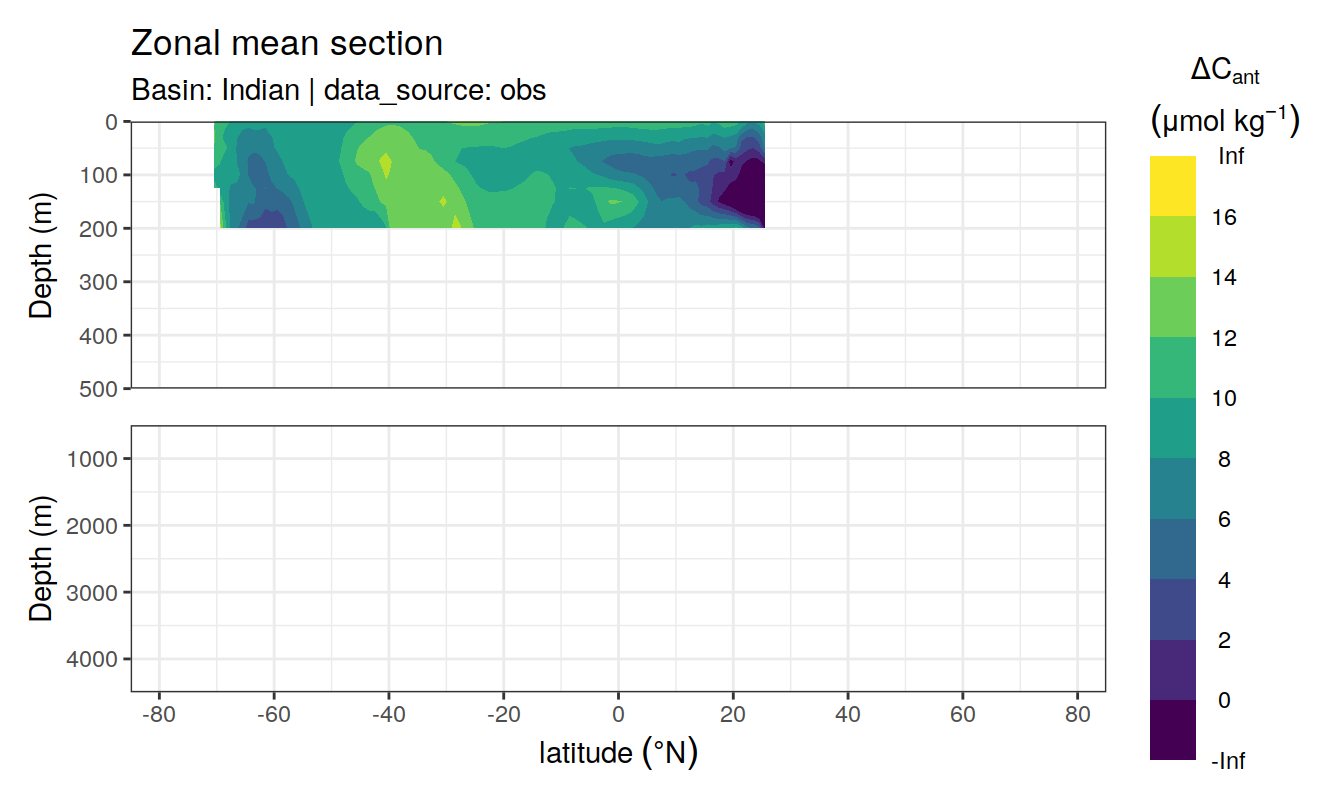 Zonal mean section
Basin: Indian | data_source: obs
ΔCant
(μmol kg−1)
Inf
16
14
12
10
8
6
4
2
0
-Inf
Depth (m)
0
100
200
300
400
500
Depth (m)
1000
2000
3000
4000
-80 -60 -40 -20 0 20 40 60 80
latitude (°N)